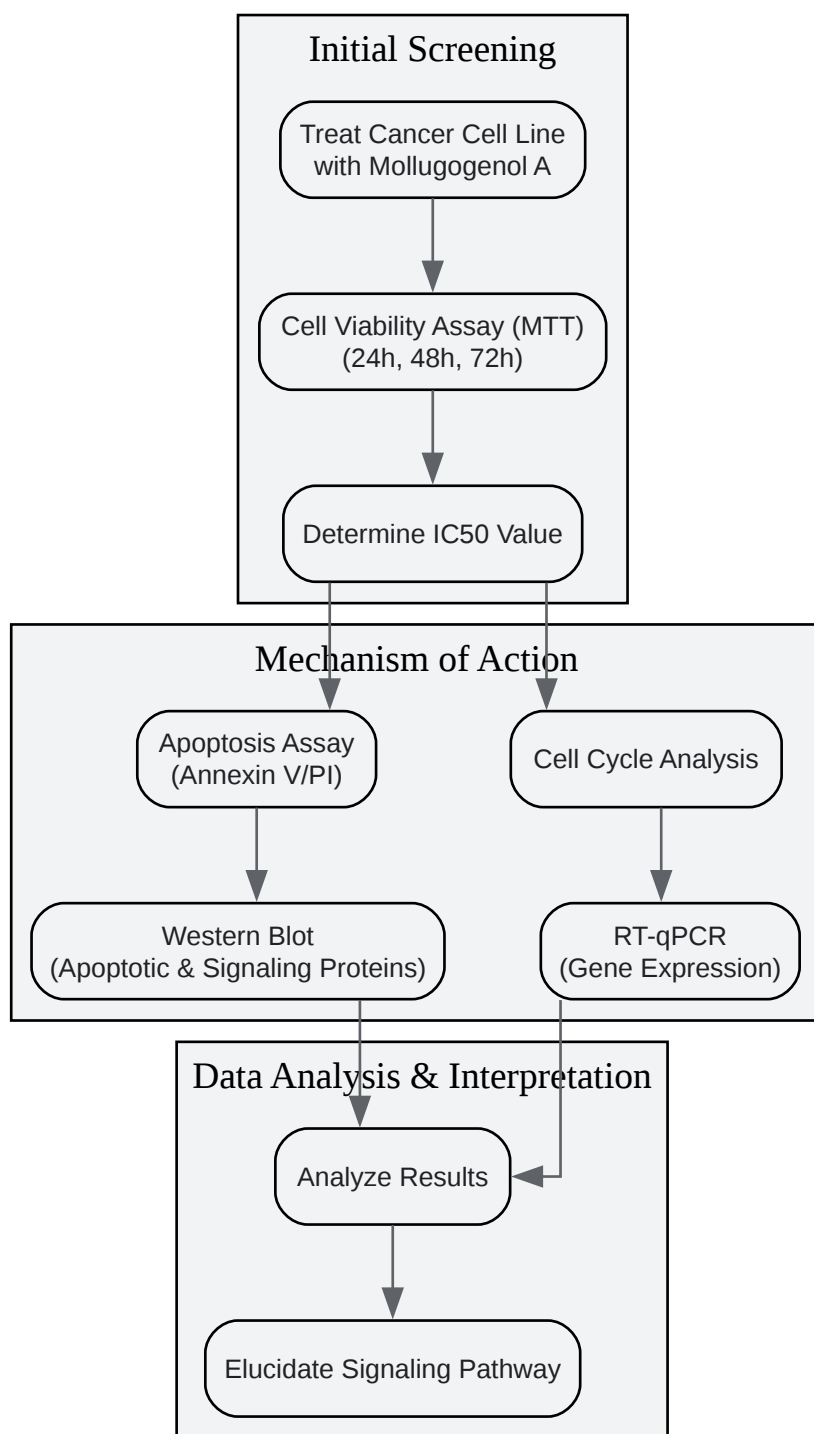 Initial Screening
Treat Cancer Cell Line
with Mollugogenol A
Cell Viability Assay (MTT)
(24h, 48h, 72h)
Determine IC50 Value
Mechanism of Action
Apoptosis Assay
(Annexin V/PI)
Cell Cycle Analysis
Western Blot
(Apoptotic & Signaling Proteins)
RT-qPCR
(Gene Expression)
Data Analysis & Interpretation
Analyze Results
Elucidate Signaling Pathway